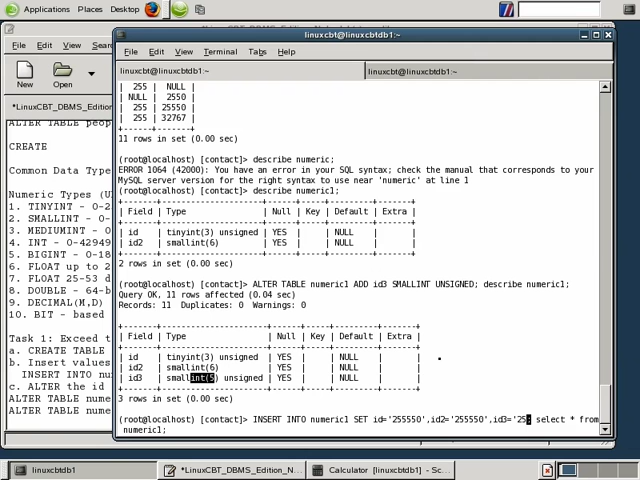 Applications Places Desktop
linuxcbt@linuxcbtdb1:~
File Edit View Sear
New Open
*LinuxCBT_DBMS_Edition
ALTER TABLE peop
CREATE
Common Data Type
Numeric Types (U
1. TINYINT - 0-2
2. SMALLINT - 0-
3. MEDIUMINT - 0
4. INT - 0-42949
5. BIGINT - 0-18
6. FLOAT up to 2
7. FLOAT 25-53 d
8. DOUBLE - 64-b
9. DECIMAL(M,D)
10. BIT - based
Task 1: Exceed t
a. CREATE TABLE
b. Insert values
INSERT INTO nu
c. ALTER the id
ALTER TABLE nume
ALTER TABLE nume
File Edit View Terminal Tabs Help
linuxcbt@linuxcbtdb1:~ linuxcbt@linuxcbtdb1:~
| 255 | NULL |
| NULL | 2550 |
| 255 | 25550 |
| 255 | 32767 |
+------+-------+
11 rows in set (0.00 sec)
(root@localhost) [contact]> describe numeric;
ERROR 1064 (42000): You have an error in your SQL syntax; check the manual that corresponds to your
MySQL server version for the right syntax to use near 'numeric' at line 1
(root@localhost) [contact]> describe numeric1;
+-------+---------------------+------+-----+---------+-------+
| Field | Type | Null | Key | Default | Extra |
+-------+---------------------+------+-----+---------+-------+
| id | tinyint(3) unsigned | YES | | NULL | |
| id2 | smallint(6) | YES | | NULL | |
+-------+---------------------+------+-----+---------+-------+
2 rows in set (0.00 sec)
(root@localhost) [contact]> ALTER TABLE numeric1 ADD id3 SMALLINT UNSIGNED; describe numeric1;
Query OK, 11 rows affected (0.04 sec)
Records: 11 Duplicates: 0 Warnings: 0
+-------+----------------------+------+-----+---------+-------+
| Field | Type | Null | Key | Default | Extra |
+-------+----------------------+------+-----+---------+-------+
| id | tinyint(3) unsigned | YES | | NULL | |
| id2 | smallint(6) | YES | | NULL | |
| id3 | smallint(5) unsigned | YES | | NULL | |
+-------+----------------------+------+-----+---------+-------+
3 rows in set (0.00 sec)
(root@localhost) [contact]> INSERT INTO numeric1 SET id='255550',id2='255550',id3='25; select * from
numeric1;
linuxcbtdb1 *LinuxCBT_DBMS_Edition_N... Calculator [linuxcbtdb1] - Sc...